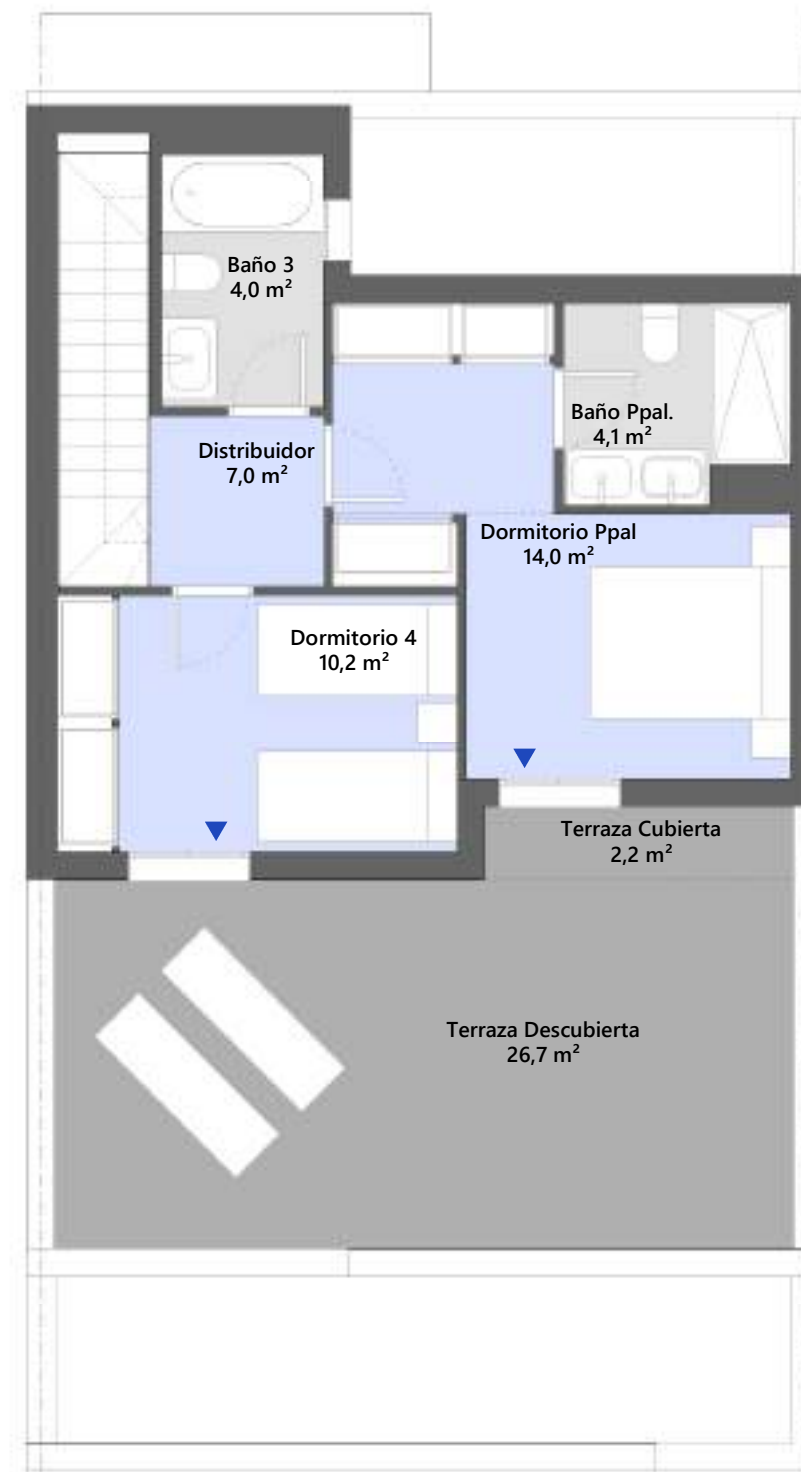 Baño 3
4,0 m²
Baño Ppal.
4,1 m²
Distribuidor
7,0 m²
Dormitorio Ppal
14,0 m²
Dormitorio 4
10,2 m²
Terraza Cubierta
2,2 m²
Terraza Descubierta
26,7 m²